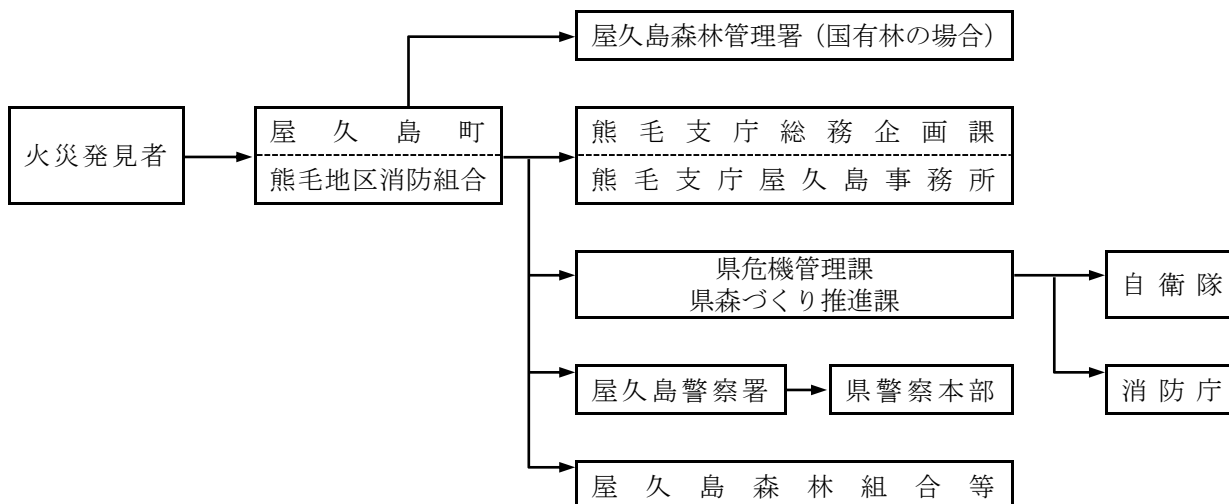 屋久島森林管理署（国有林の場合）
火災発見者
屋久島町
熊毛地区消防組合
熊毛支庁総務企画課
熊毛支庁屋久島事務所
県危機管理課
県森づくり推進課
自衛隊
屋久島警察署
県警察本部
消防庁
屋久島森林組合等